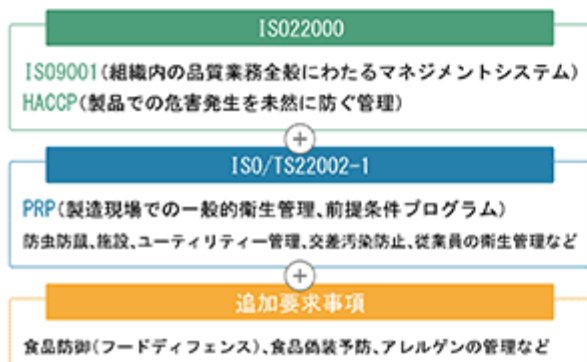 ISO22000
ISO9001(組織内の品質業務全般にわたるマネジメントシステム)
HACCP(製品での危害発生を未然に防ぐ管理)
+
ISO/TS22002-1
PRP(製造現場での一般的衛生管理、前提条件プログラム)
防虫防鼠、施設、ユーティリティー管理、交差汚染防止、従業員の衛生管理など
+
追加要求事項
食品防御(フードディフェンス)、食品偽装予防、アレルゲンの管理など